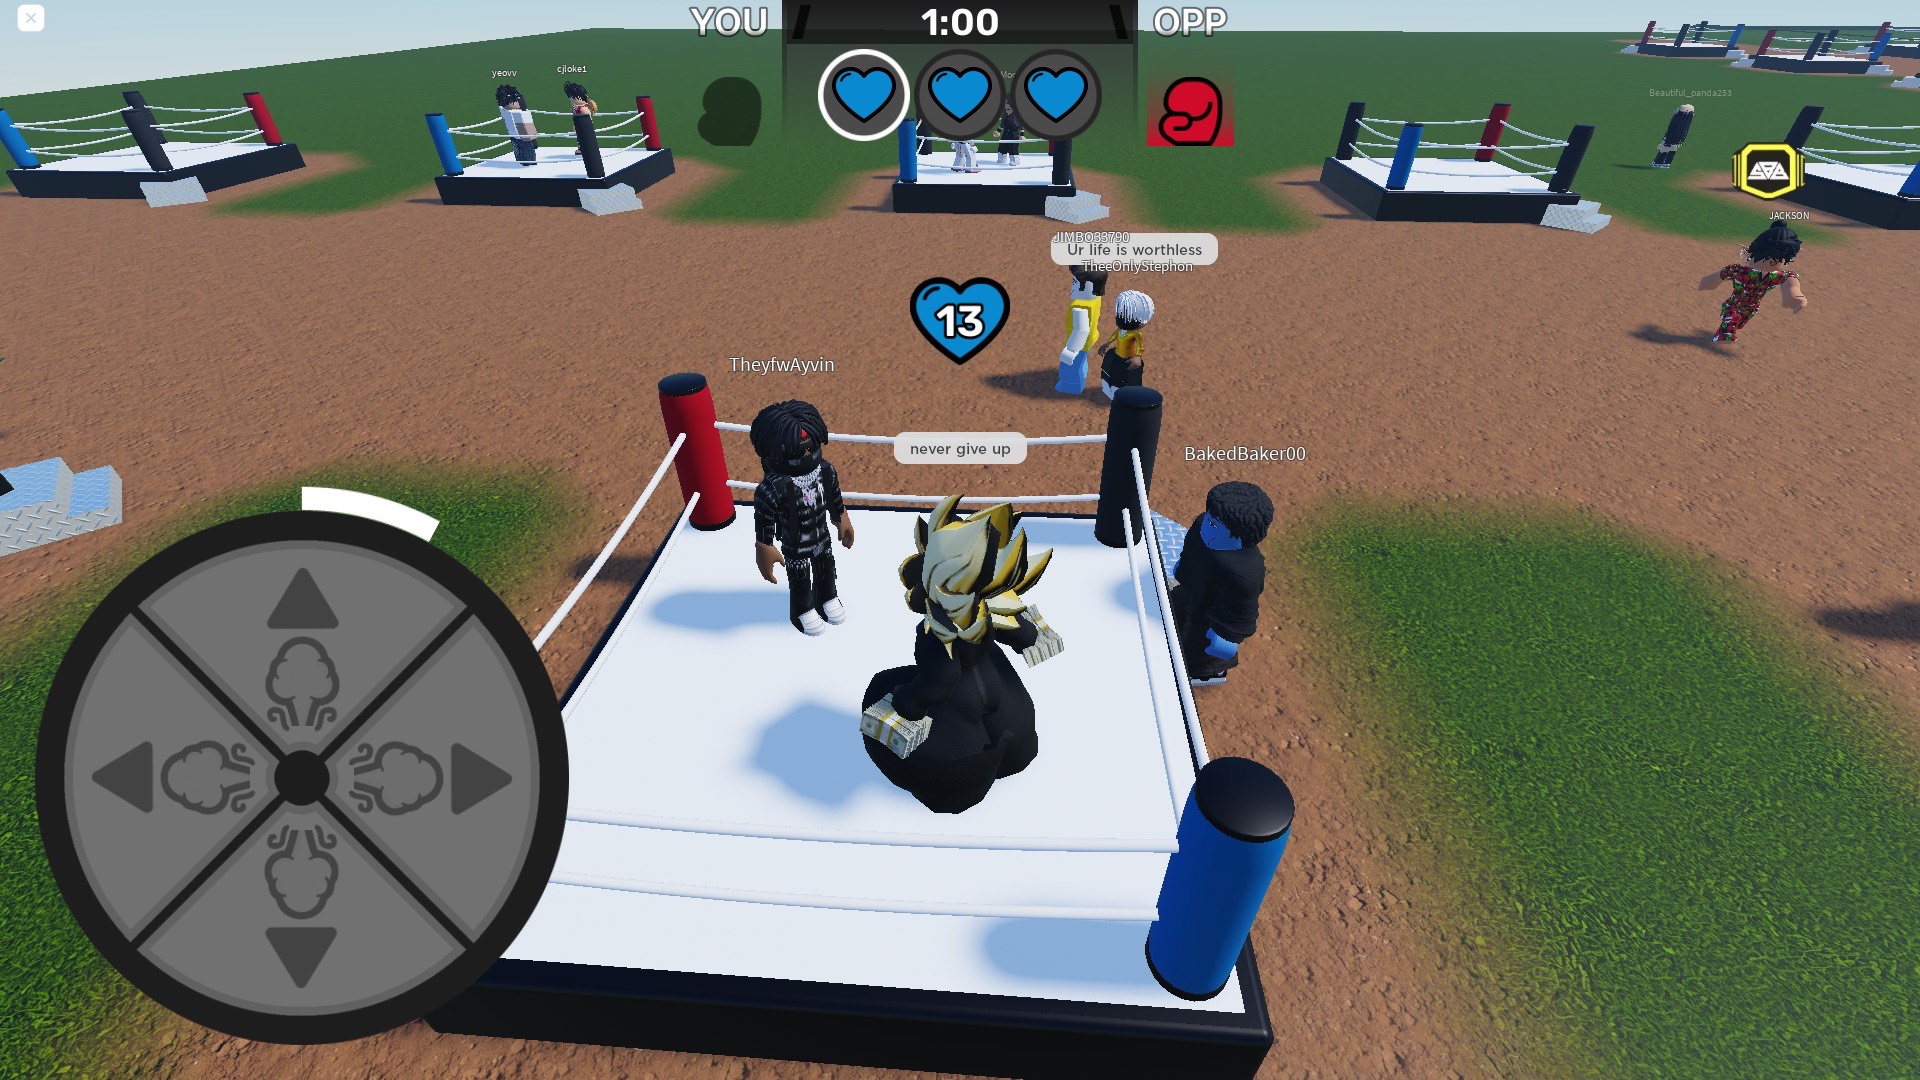 YOU
1:00
OPP
yeovv
cjloke1
Beautiful_panda253
JACKSON
JIMBO33790
Ur life is worthless
TheeOnlyStephon
13
TheyfwAyvin
never give up
BakedBaker00